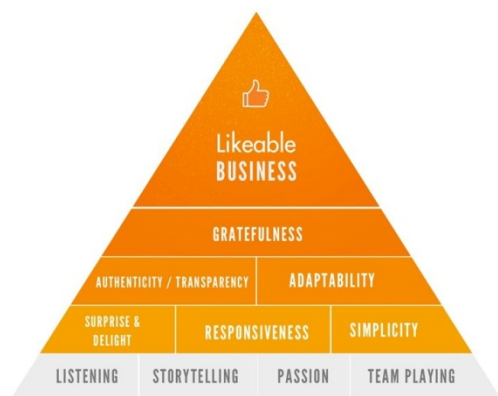 Likeable
BUSINESS
GRATEFULNESS
AUTHENTICITY / TRANSPARENCY
ADAPTABILITY
SURPRISE &
DELIGHT
RESPONSIVENESS
SIMPLICITY
LISTENING
STORYTELLING
PASSION
TEAM PLAYING